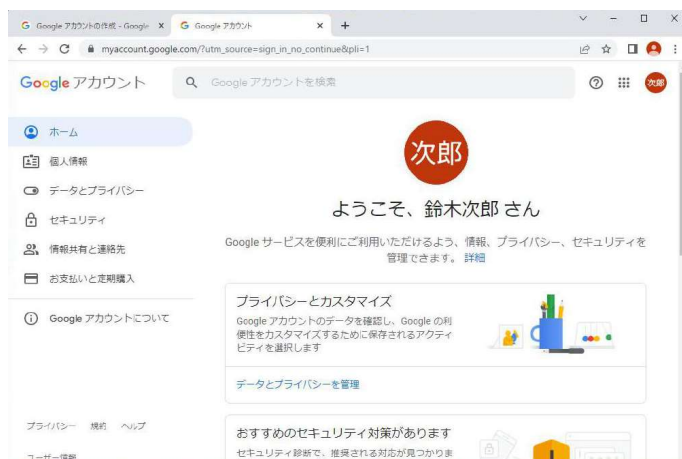 Google アカウントの作成 - Google
Google アカウント
myaccount.google.com/?utm_source=sign_in_no_continue&pli=1
Google アカウント
Google アカウントを検索
次郎
ホーム
個人情報
データとプライバシー
セキュリティ
情報共有と連絡先
お支払いと定期購入
Google アカウントについて
プライバシー 規約 ヘルプ
ユーザー情報
次郎
ようこそ、鈴木次郎 さん
Google サービスを便利にご利用いただけるよう、情報、プライバシー、セキュリティを
管理できます。 詳細
プライバシーとカスタマイズ
Google アカウントのデータを確認し、Google の利
便性をカスタマイズするために保存されるアクティ
ビティを選択します
データとプライバシーを管理
おすすめのセキュリティ対策があります
セキュリティ診断で、推奨される対応が見つかりま